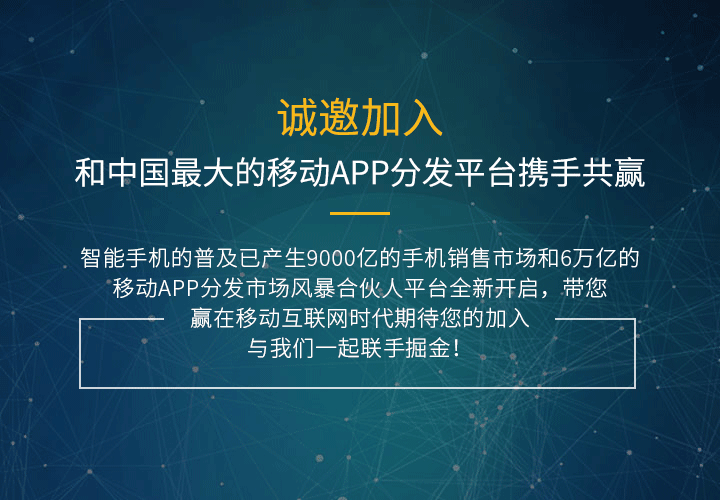 诚邀加入
和中国最大的移动APP分发平台携手共赢
智能手机的普及已产生9000亿的手机销售市场和6万亿的
移动APP分发市场风暴合伙人平台全新开启，带您
赢在移动互联网时代期待您的加入
与我们一起联手掘金！